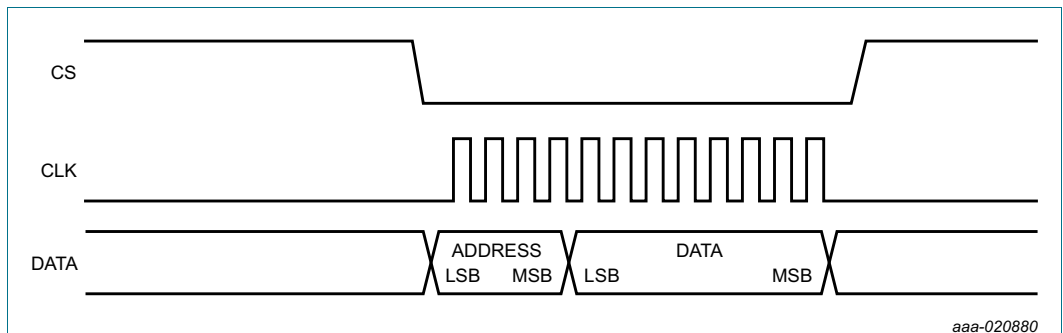 CS
CLK
DATA
ADDRESS
LSB MSB
DATA
LSB MSB
aaa-020880